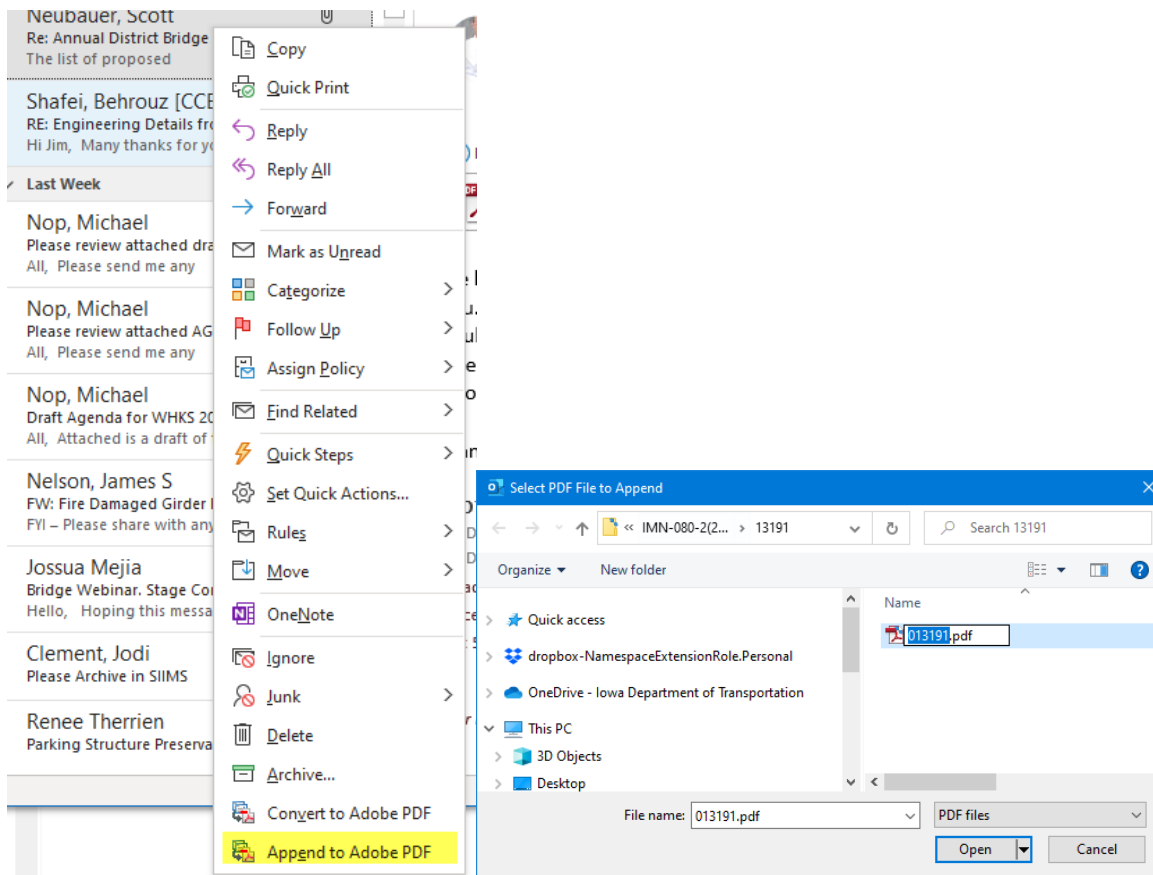 Neubauer, Scott
Re: Annual District Bridge
The list of proposed
Shafei, Behrouz [CCE
RE: Engineering Details fro
Hi Jim, Many thanks for yo
Last Week
Nop, Michael
Please review attached dra
All, Please send me any
Nop, Michael
Please review attached AG
All, Please send me any
Nop, Michael
Draft Agenda for WHKS 20
All, Attached is a draft of
Nelson, James S
FW: Fire Damaged Girder
FYI – Please share with any
Jossua Mejia
Bridge Webinar. Stage Co
Hello, Hoping this messa
Clement, Jodi
Please Archive in SIIMS
Renee Therrien
Parking Structure Preserva
Copy
Quick Print
Reply
Reply All
Forward
Mark as Unread
Categorize
Follow Up
Assign Policy
Find Related
Quick Steps
Set Quick Actions...
Rules
Move
OneNote
Ignore
Junk
Delete
Archive...
Convert to Adobe PDF
Append to Adobe PDF
Select PDF File to Append
« IMN-080-2(2... > 13191
Search 13191
Organize
New folder
Name
Quick access
013191.pdf
dropbox-NamespaceExtensionRole.Personal
OneDrive - Iowa Department of Transportation
This PC
3D Objects
Desktop
File name: 013191.pdf
PDF files
Open
Cancel